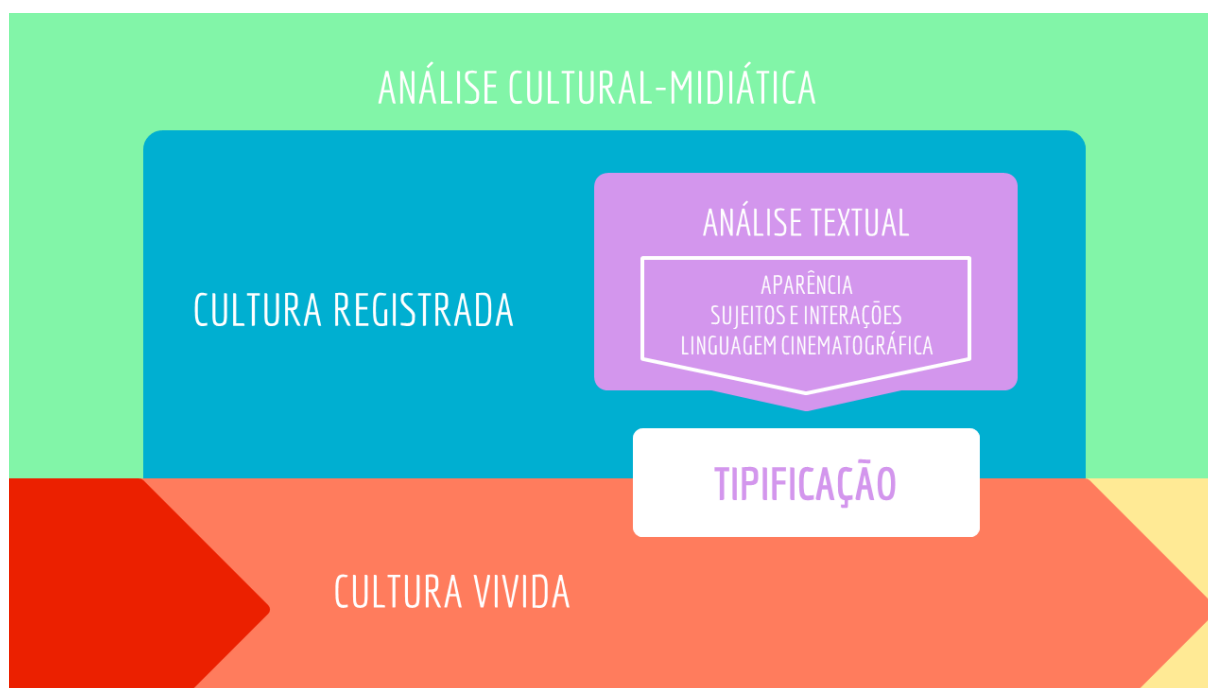 ANÁLISE CULTURAL-MIDIÁTICA
CULTURA REGISTRADA
ANÁLISE TEXTUAL
APARÊNCIA
SUJEITOS E INTERAÇÕES
LINGUAGEM CINEMATOGRÁFICA
TIPIFICAÇÃO
CULTURA VIVIDA